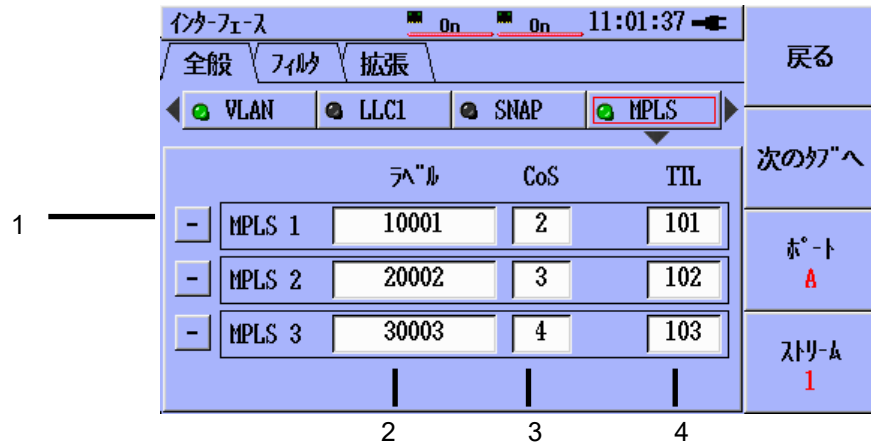 インターフェース On On 11:01:37
全般 フィルタ 拡張
VLAN LLC1 SNAP MPLS
ラベル CoS TTL
- MPLS 1 10001 2 101
- MPLS 2 20002 3 102
- MPLS 3 30003 4 103
戻る
次のタブへ
ポート
A
ストリーム
1
1
2 3 4